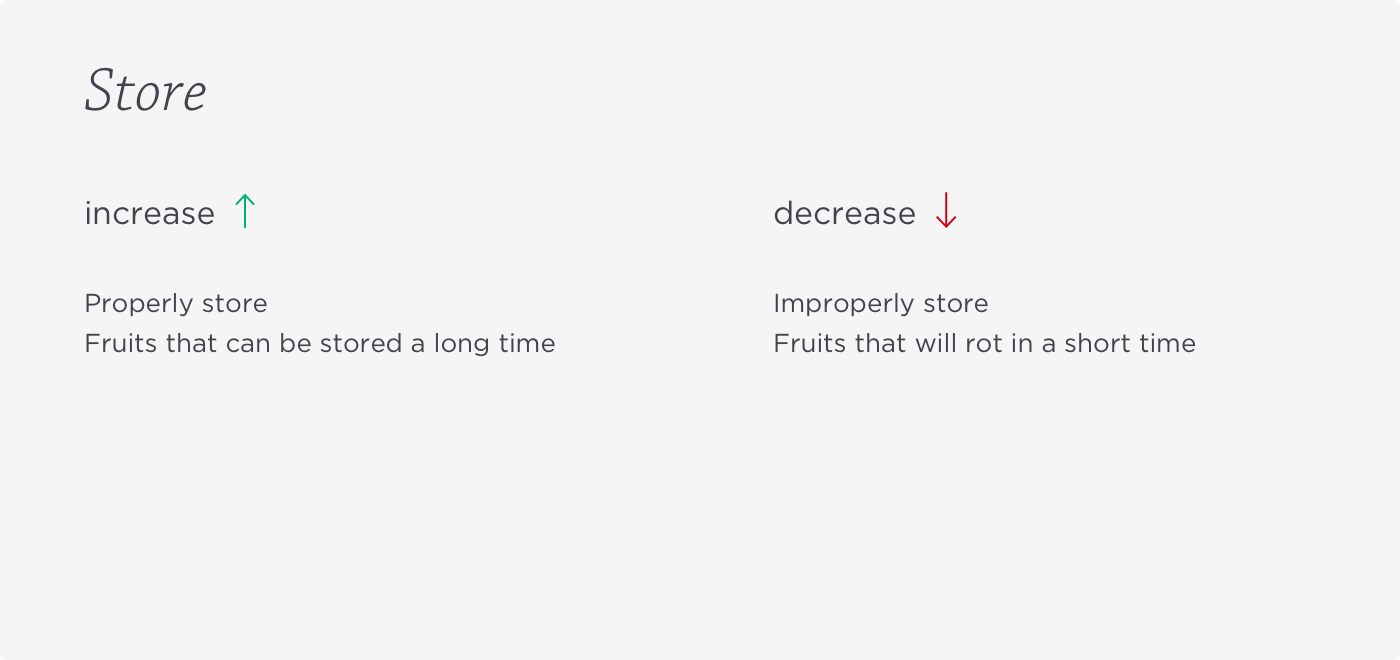 Store
increase ↑
decrease ↓
Properly store
Fruits that can be stored a long time
Improperly store
Fruits that will rot in a short time